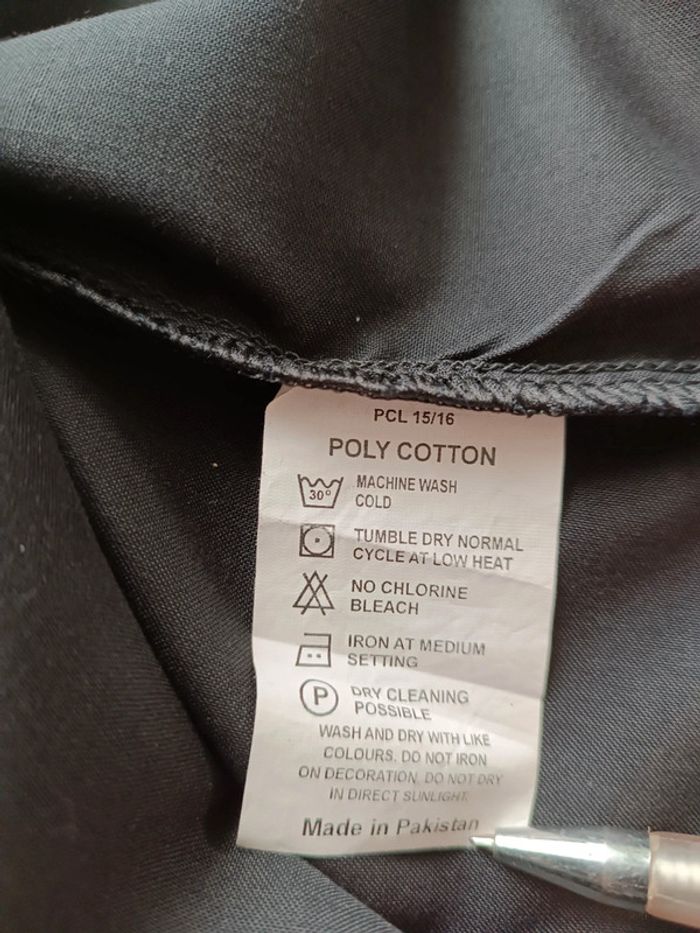 PCL 15/16
POLY COTTON
30°
MACHINE WASH
COLD
TUMBLE DRY NORMAL
CYCLE AT LOW HEAT
NO CHLORINE
BLEACH
IRON AT MEDIUM
SETTING
P
DRY CLEANING
POSSIBLE
WASH AND DRY WITH LIKE
COLOURS. DO NOT IRON
ON DECORATION. DO NOT DRY
IN DIRECT SUNLIGHT.
Made in Pakistan